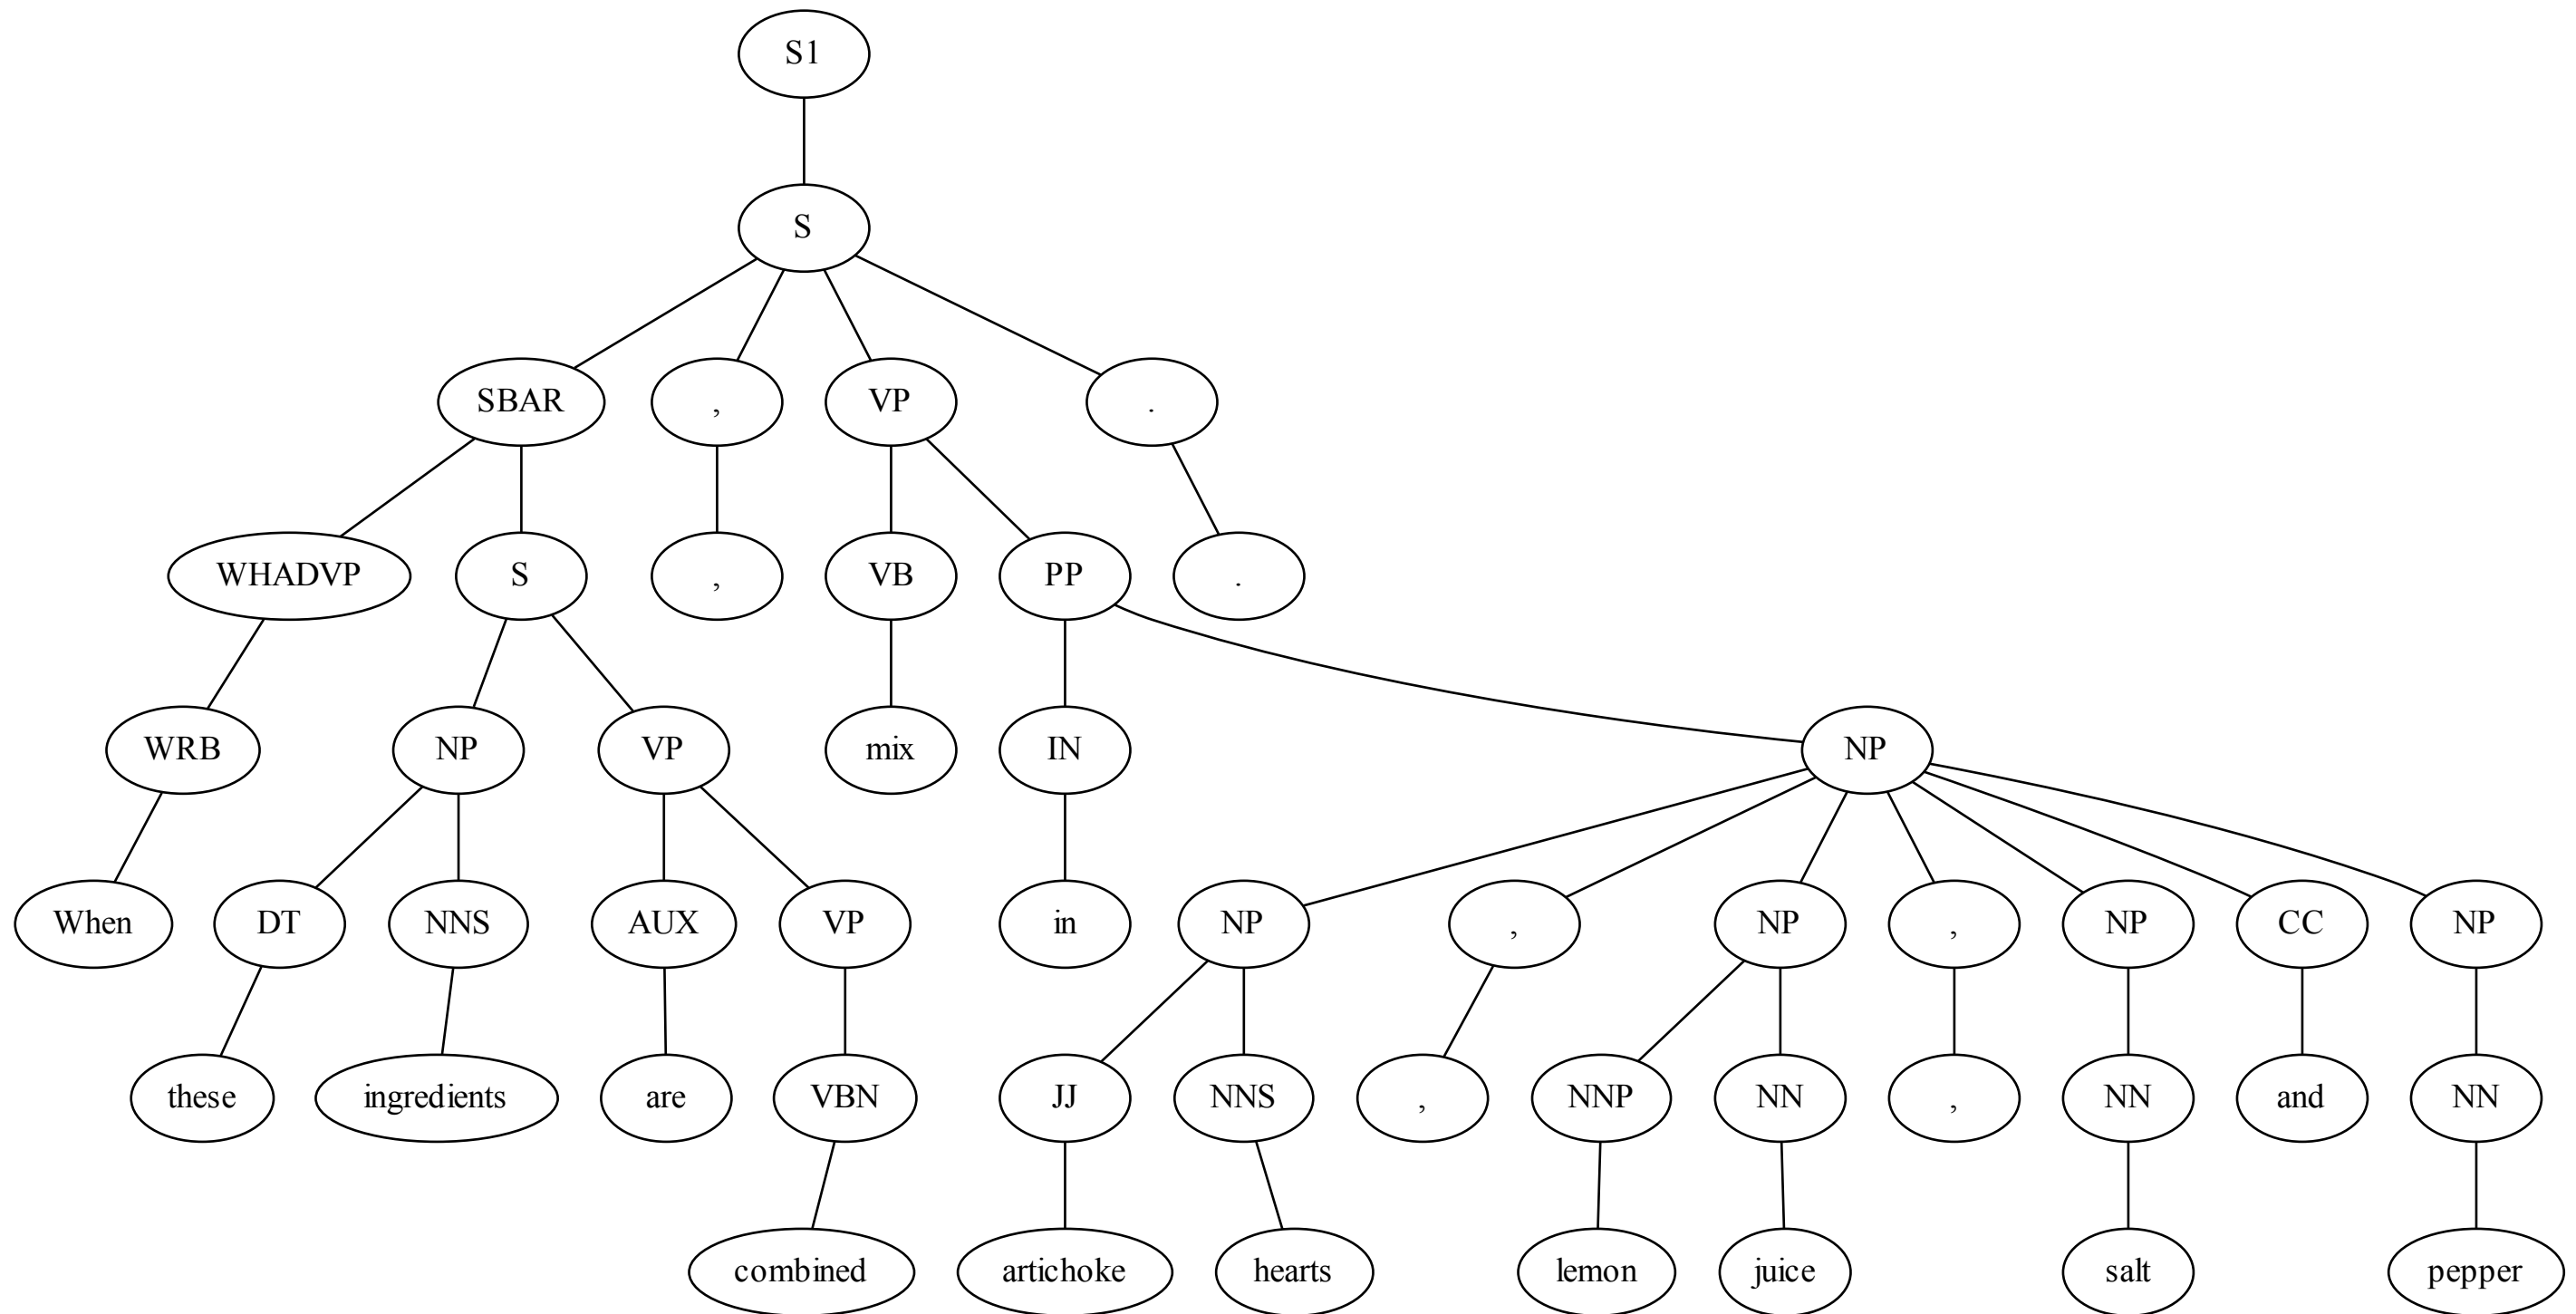 S1
S
SBAR , VP .
WHADVP S , VB PP .
WRB NP VP mix IN NP
When DT NNS AUX VP in NP , NP , NP CC NP
these ingredients are VBN JJ NNS , NNP NN , NN and NN
combined artichoke hearts lemon juice salt pepper